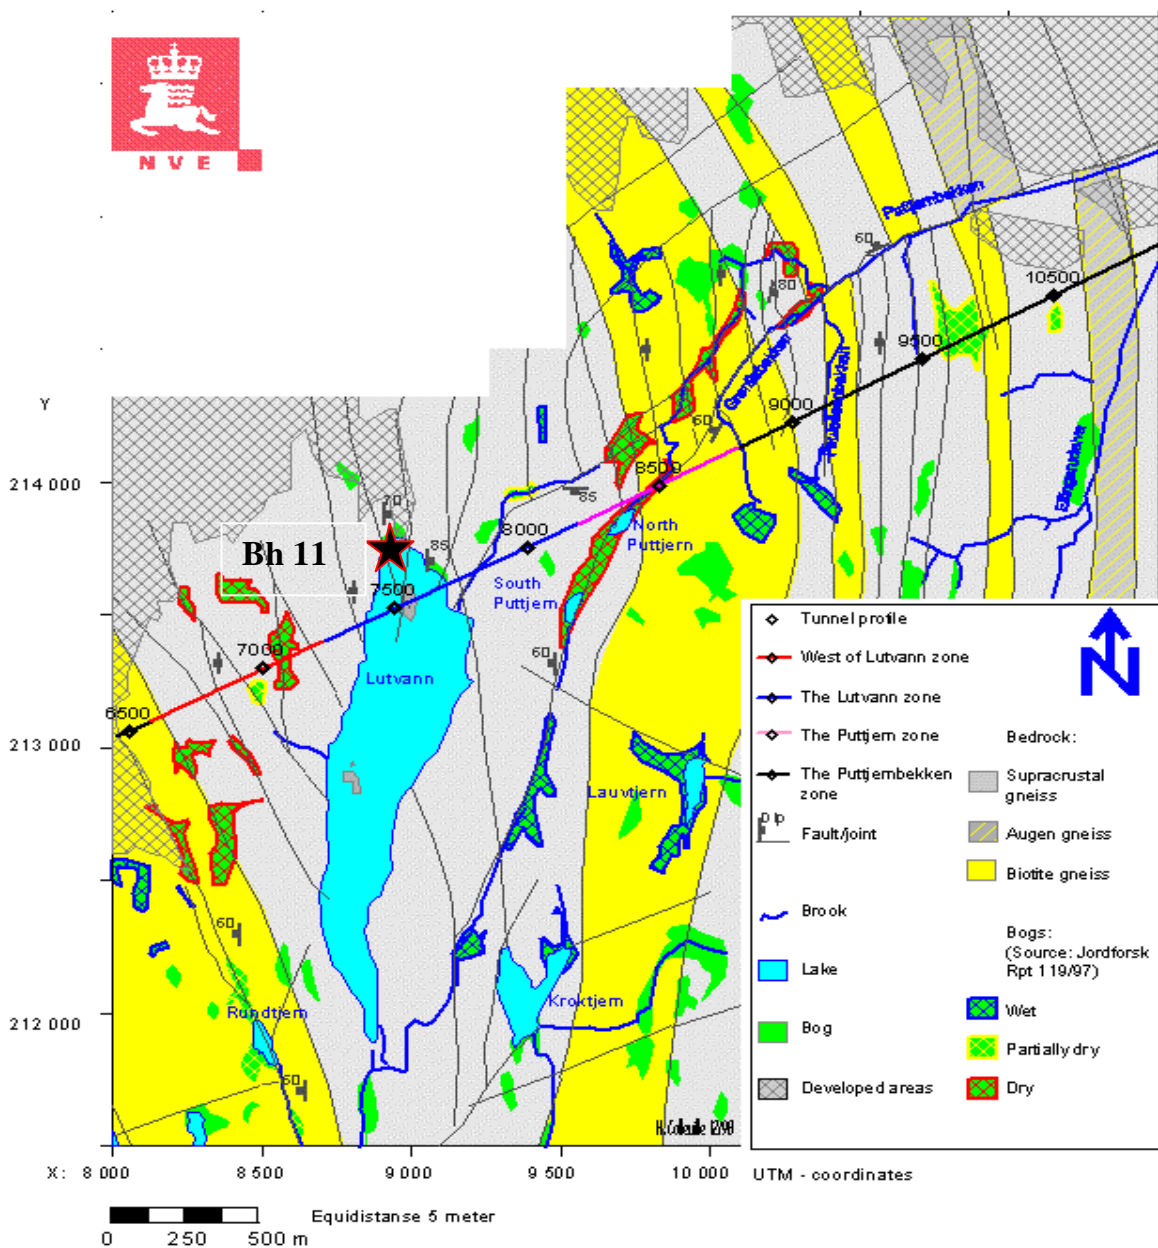 NVE
Puttjernbekken
60
10500
80
9500
Y
60
9000
8500
214 000
70
85
8000
North
Puttjern
Bh 11
85
7500
South
Puttjern
Tunnel profile
7000
60
West of Lutvann zone
Lutvann
6500
The Lutvann zone
213 000
The Puttjern zone
Bedrock:
The Puttjernbekken
zone
Supracrustal
gneiss
Lauvtjern
Dip
Fault/joint
Augen gneiss
Biotite gneiss
60
Brook
Bogs:
(Source: Jordforsk
Rpt 119/97)
Lake
Rundtjern
Kroktjern
Wet
212 000
Bog
Partially dry
60
Developed areas
Dry
N
X: 8 000 8 500 9 000 9 500 10 000 UTM - coordinates
Equidistanse 5 meter
0 250 500 m